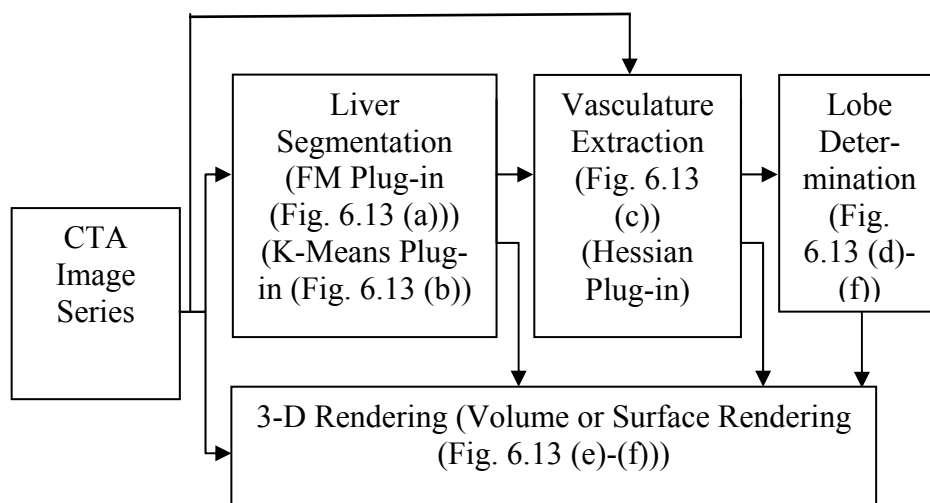 CTA
Image
Series
Liver
Segmentation
(FM Plug-in
(Fig. 6.13 (a)))
(K-Means Plug-
in (Fig. 6.13 (b))
Vasculature
Extraction
(Fig. 6.13
(c))
(Hessian
Plug-in)
Lobe
Deter-
mination
(Fig.
6.13 (d)-
(f))
3-D Rendering (Volume or Surface Rendering
(Fig. 6.13 (e)-(f)))